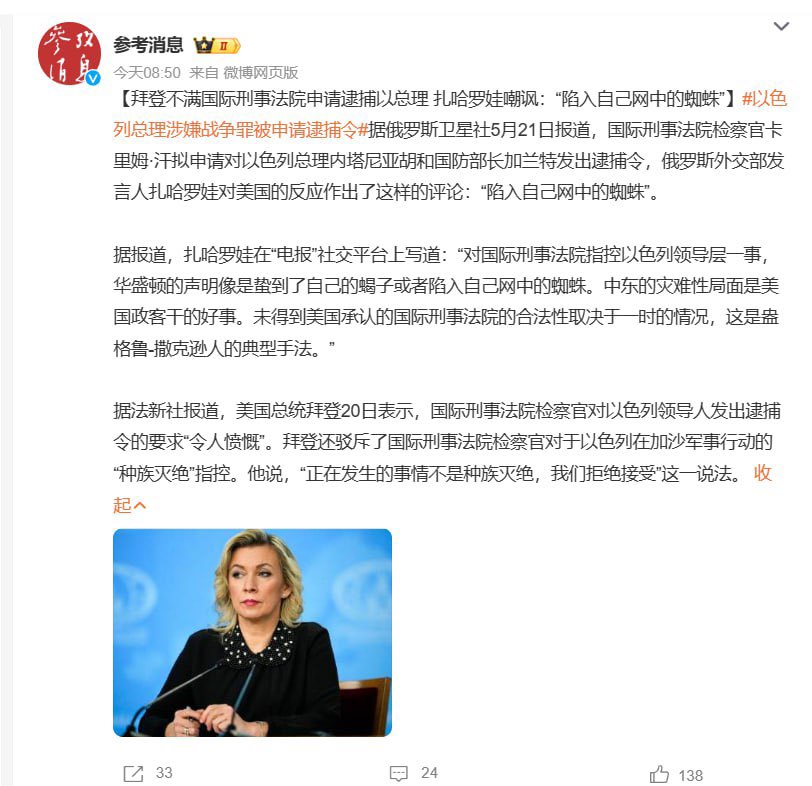 参考消息
II
今天08:50 来自 微博网页版
【拜登不满国际刑事法院申请逮捕以总理 扎哈罗娃嘲讽：“陷入自己网中的蜘蛛”】#以色
列总理涉嫌战争罪被申请逮捕令#据俄罗斯卫星社5月21日报道，国际刑事法院检察官卡
里姆·汗拟申请对以色列总理内塔尼亚胡和国防部长加兰特发出逮捕令，俄罗斯外交部发
言人扎哈罗娃对美国的反应作出了这样的评论：“陷入自己网中的蜘蛛”。
据报道，扎哈罗娃在“电报”社交平台上写道：“对国际刑事法院指控以色列领导层一事，
华盛顿的声明像是蛰到了自己的蝎子或者陷入自己网中的蜘蛛。中东的灾难性局面是美
国政客干的好事。未得到美国承认的国际刑事法院的合法性取决于一时的情况，这是盎
格鲁-撒克逊人的典型手法。”
据法新社报道，美国总统拜登20日表示，国际刑事法院检察官对以色列领导人发出逮捕
令的要求“令人愤慨”。拜登还驳斥了国际刑事法院检察官对于以色列在加沙军事行动的
“种族灭绝”指控。他说，“正在发生的事情不是种族灭绝，我们拒绝接受”这一说法。 收
起
33
24
138